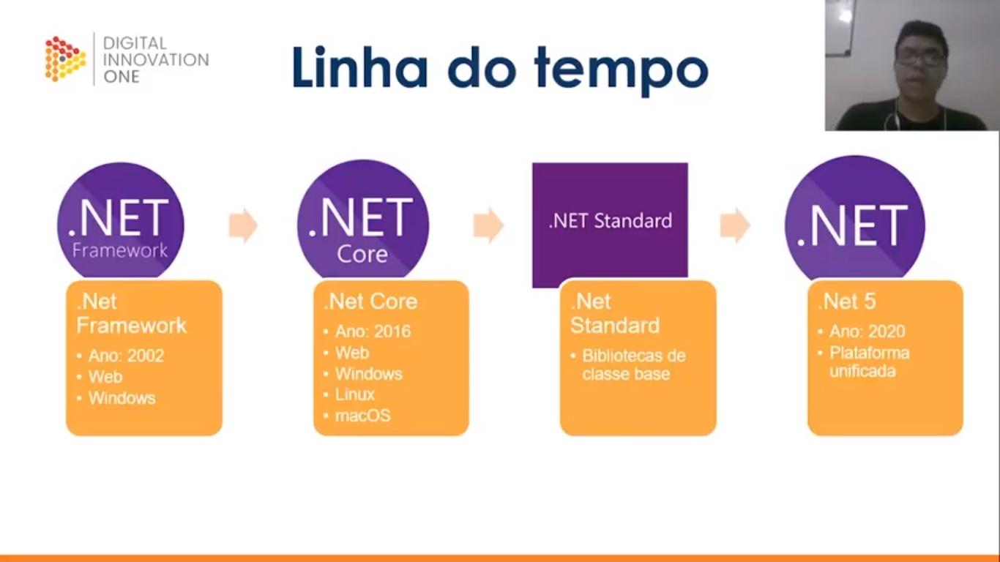 DIGITAL
INNOVATION
ONE
Linha do tempo
.NET
Framework
.NET
Core
.NET Standard
.NET
.Net
Framework
• Ano: 2002
• Web
• Windows
.Net Core
• Ano: 2016
• Web
• Windows
• Linux
• macOS
.Net
Standard
• Bibliotecas de
classe base
.Net 5
• Ano: 2020
• Plataforma
unificada